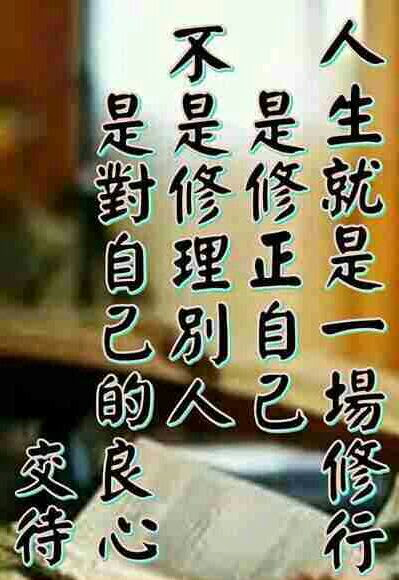 人生就是一場修行
是修正自己
不是修理別人
是對自己的良心
交待